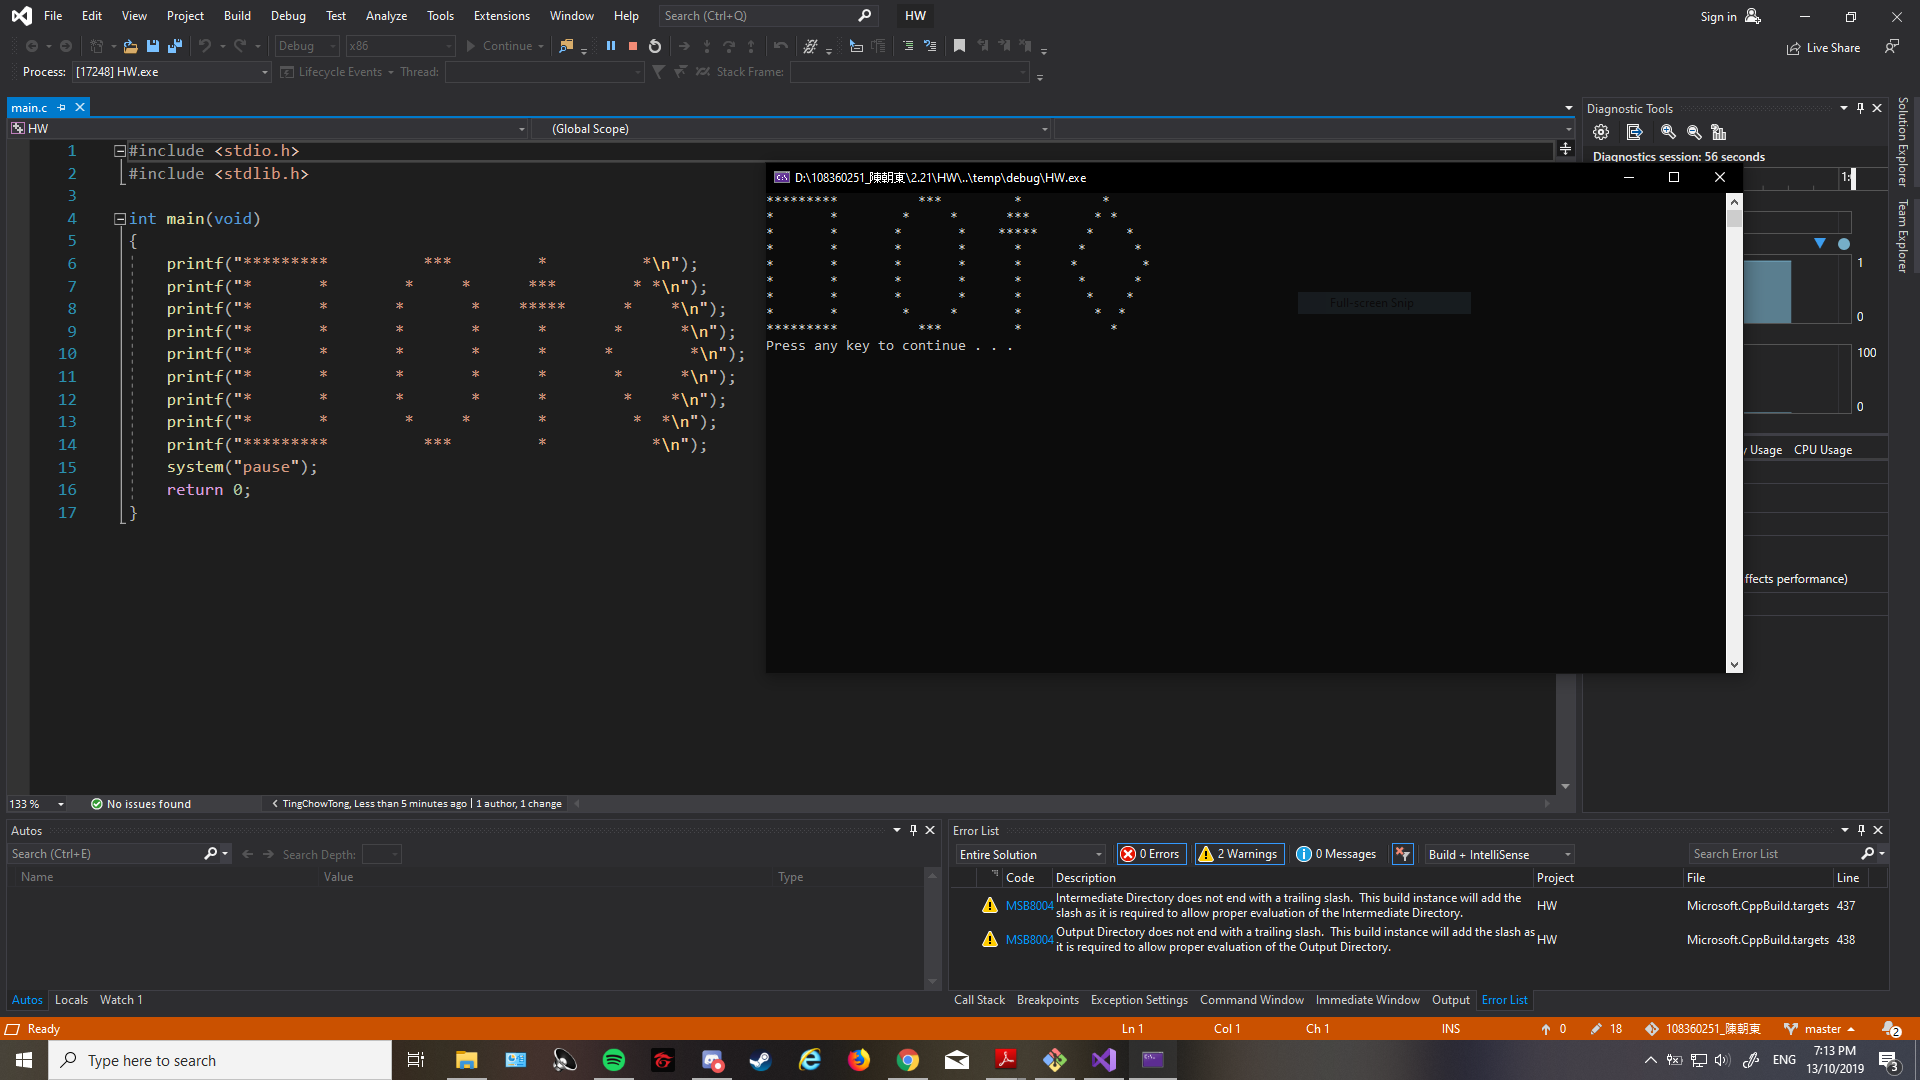 File Edit View Project Build Debug Test Analyze Tools Extensions Window Help Search (Ctrl+Q) HW Sign in
Debug x86 Continue Live Share
Process: [17248] HW.exe Lifecycle Events Thread: Stack Frame:
main.c
HW (Global Scope)
1 #include <stdio.h>
2 #include <stdlib.h>
3
4 int main(void)
5 {
6 printf("*********          ***         *          *\n");
7 printf("*       *        *     *      ***        * *\n");
8 printf("*       *       *       *    *****      *    *\n");
9 printf("*       *       *       *      *       *      *\n");
10 printf("*       *       *       *      *      *        *\n");
11 printf("*       *       *       *      *       *      *\n");
12 printf("*       *       *       *      *        *    *\n");
13 printf("*       *        *     *       *         *  *\n");
14 printf("*********          ***         *           *\n");
15 system("pause");
16 return 0;
17 }
D:\108360251_陳朝東\2.21\HW\..\temp\debug\HW.exe
*********          ***         *          *
*       *        *     *      ***        * *
*       *       *       *    *****      *    *
*       *       *       *      *       *      *
*       *       *       *      *      *        *
*       *       *       *      *       *      *
*       *       *       *      *        *    *
*       *        *     *       *         *  *
*********          ***         *           *
Press any key to continue . . .
Full-screen Snip
Diagnostic Tools
Diagnostics session: 56 seconds
1:
1
0
100
0
y Usage CPU Usage
ffects performance)
Solution Explorer
Team Explorer
133 % No issues found TingChowTong, Less than 5 minutes ago | 1 author, 1 change
Autos
Search (Ctrl+E) Search Depth:
Name Value Type
Autos Locals Watch 1
Error List
Entire Solution 0 Errors 2 Warnings 0 Messages Build + IntelliSense Search Error List
Code Description Project File Line
MSB8004 Intermediate Directory does not end with a trailing slash.  This build instance will add the slash as it is required to allow proper evaluation of the Intermediate Directory. HW Microsoft.CppBuild.targets 437
MSB8004 Output Directory does not end with a trailing slash.  This build instance will add the slash as it is required to allow proper evaluation of the Output Directory. HW Microsoft.CppBuild.targets 438
Call Stack Breakpoints Exception Settings Command Window Immediate Window Output Error List
Ready Ln 1 Col 1 Ch 1 INS 0 18 108360251_陳朝東 master 2
Type here to search ENG 7:13 PM
13/10/2019 3